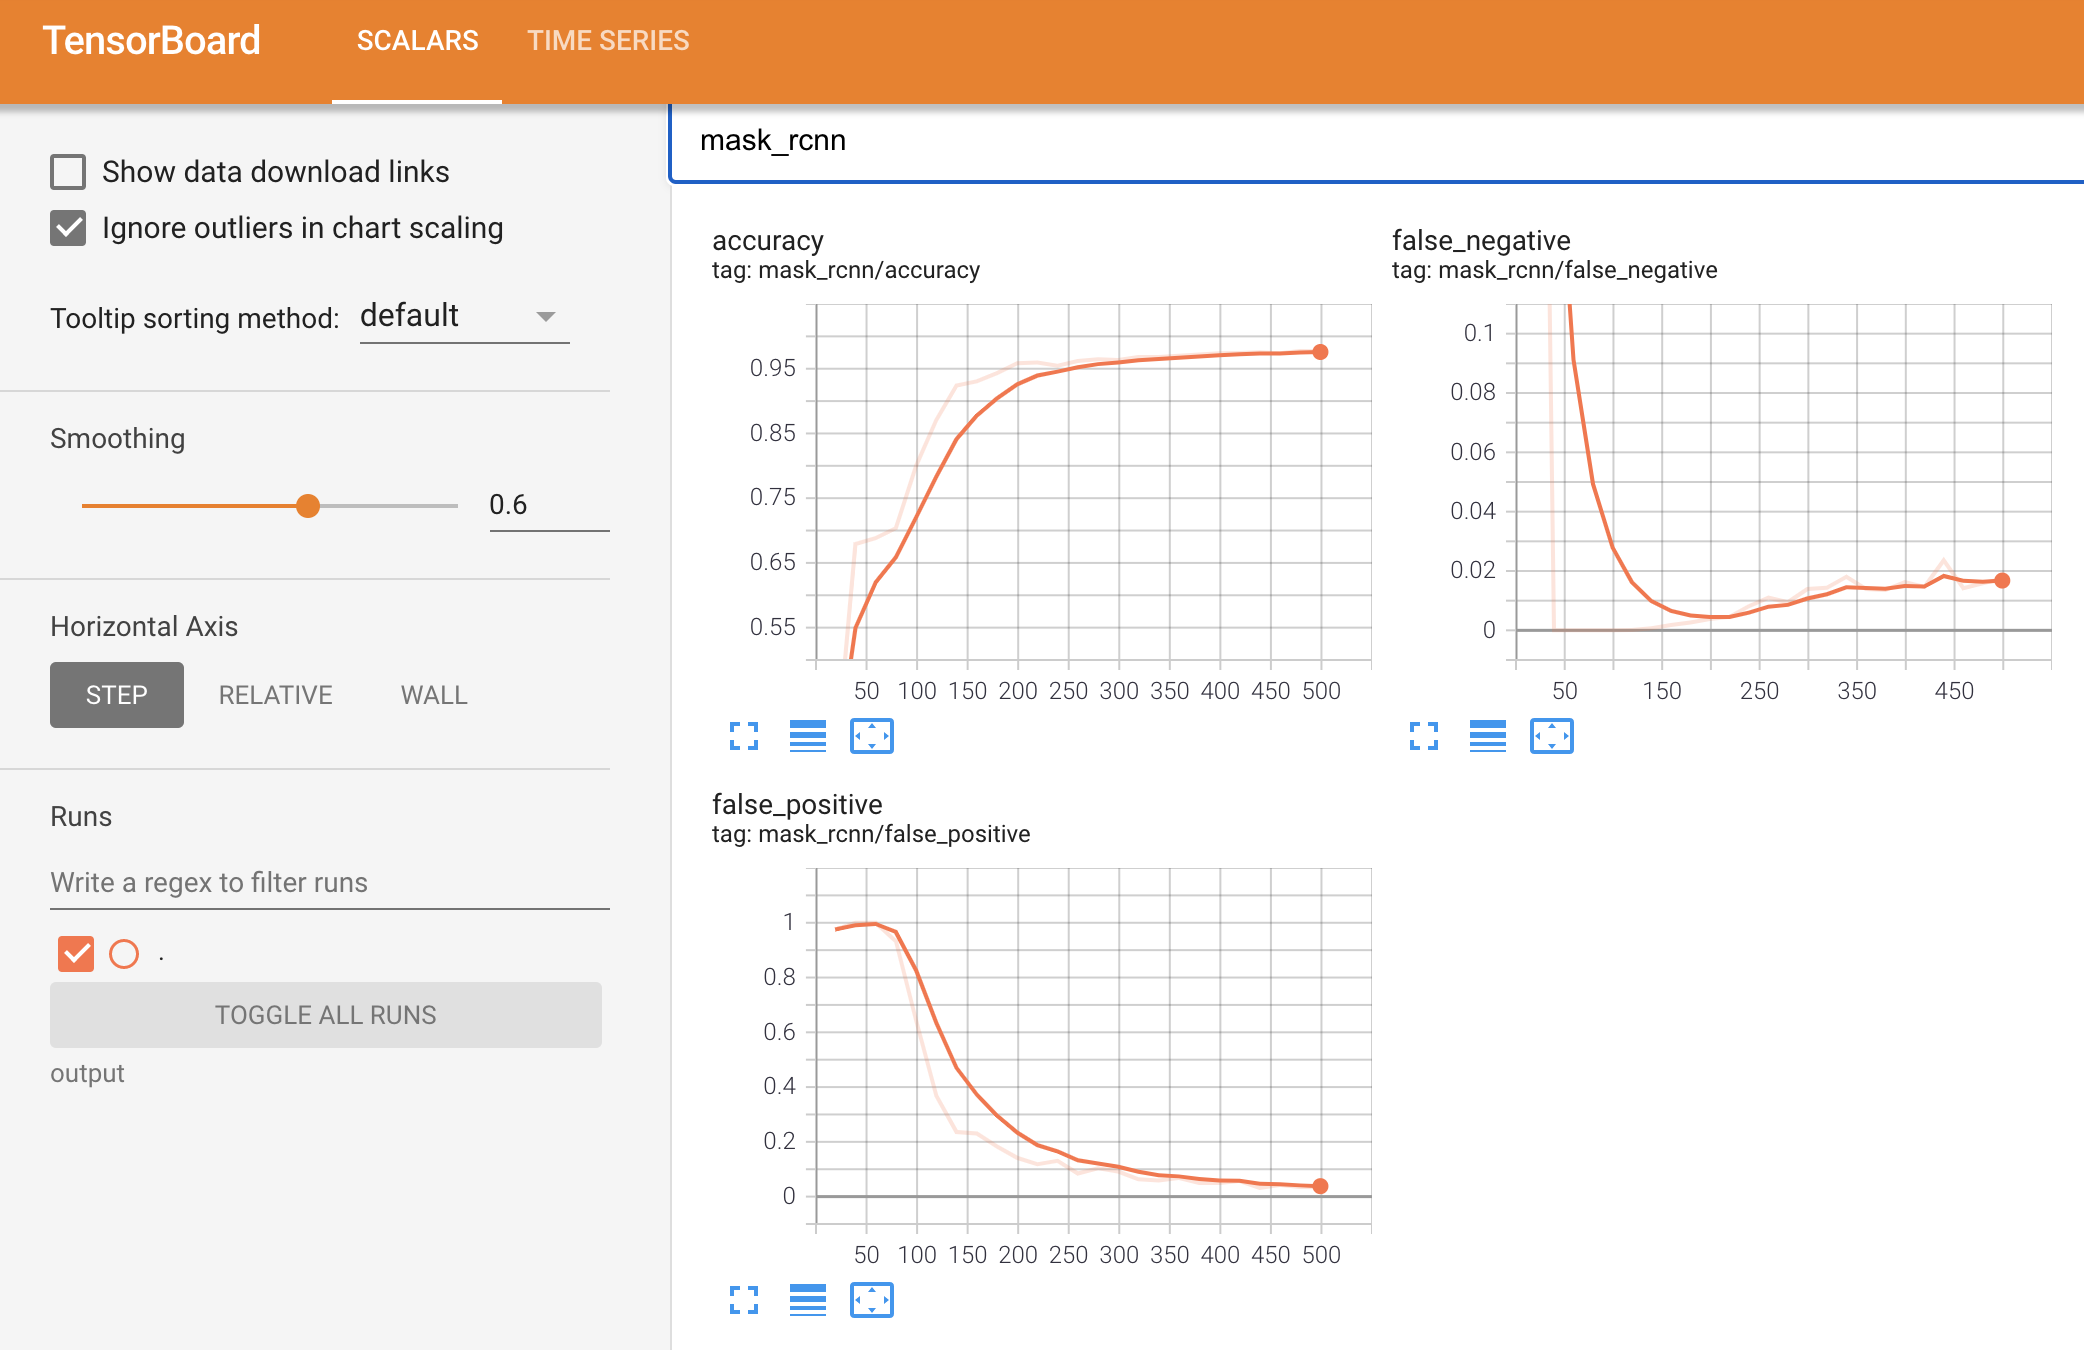 TensorBoard SCALARS TIME SERIES
Show data download links
Ignore outliers in chart scaling
Tooltip sorting method: default
Smoothing
0.6
Horizontal Axis
STEP RELATIVE WALL
Runs
Write a regex to filter runs
.
TOGGLE ALL RUNS
output
mask_rcnn
accuracy
tag: mask_rcnn/accuracy
0.95
0.85
0.75
0.65
0.55
50 100 150 200 250 300 350 400 450 500
false_negative
tag: mask_rcnn/false_negative
0.1
0.08
0.06
0.04
0.02
0
50 150 250 350 450
false_positive
tag: mask_rcnn/false_positive
1
0.8
0.6
0.4
0.2
0
50 100 150 200 250 300 350 400 450 500